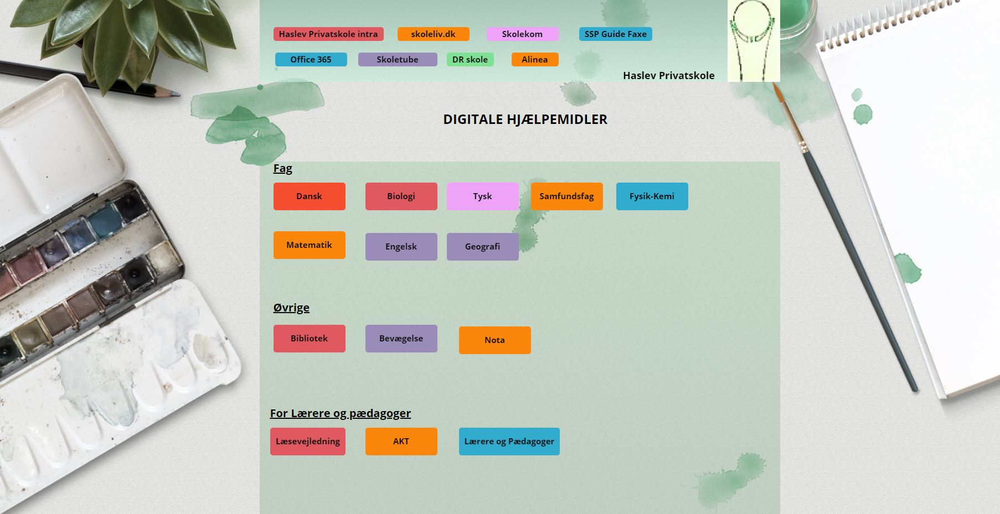 Haslev Privatskole intra
skoleliv.dk
Skolekom
SSP Guide Faxe
Office 365
Skoletube
DR skole
Alinea
Haslev Privatskole
DIGITALE HJÆLPEMIDLER
Fag
Dansk
Biologi
Tysk
Samfundsfag
Fysik-Kemi
Matematik
Engelsk
Geografi
Øvrige
Bibliotek
Bevægelse
Nota
For Lærere og pædagoger
Læsevejledning
AKT
Lærere og Pædagoger